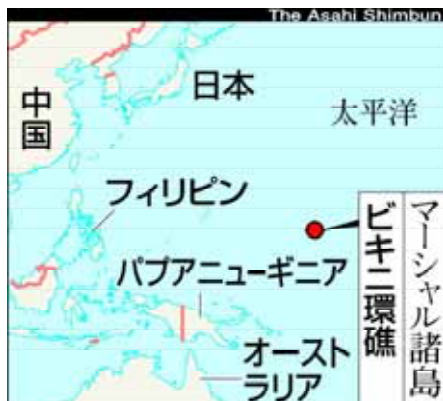 The Asahi Shimbun
日本
中国
太平洋
フィリピン
マーシャル諸島
ビキニ環礁
パプアニューギニア
オースト
ラリア